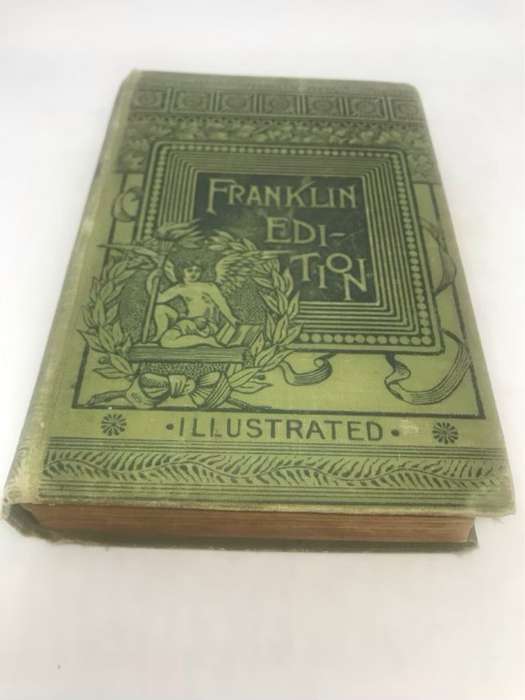 FRANKLIN
EDI-
TION
•ILLUSTRATED•